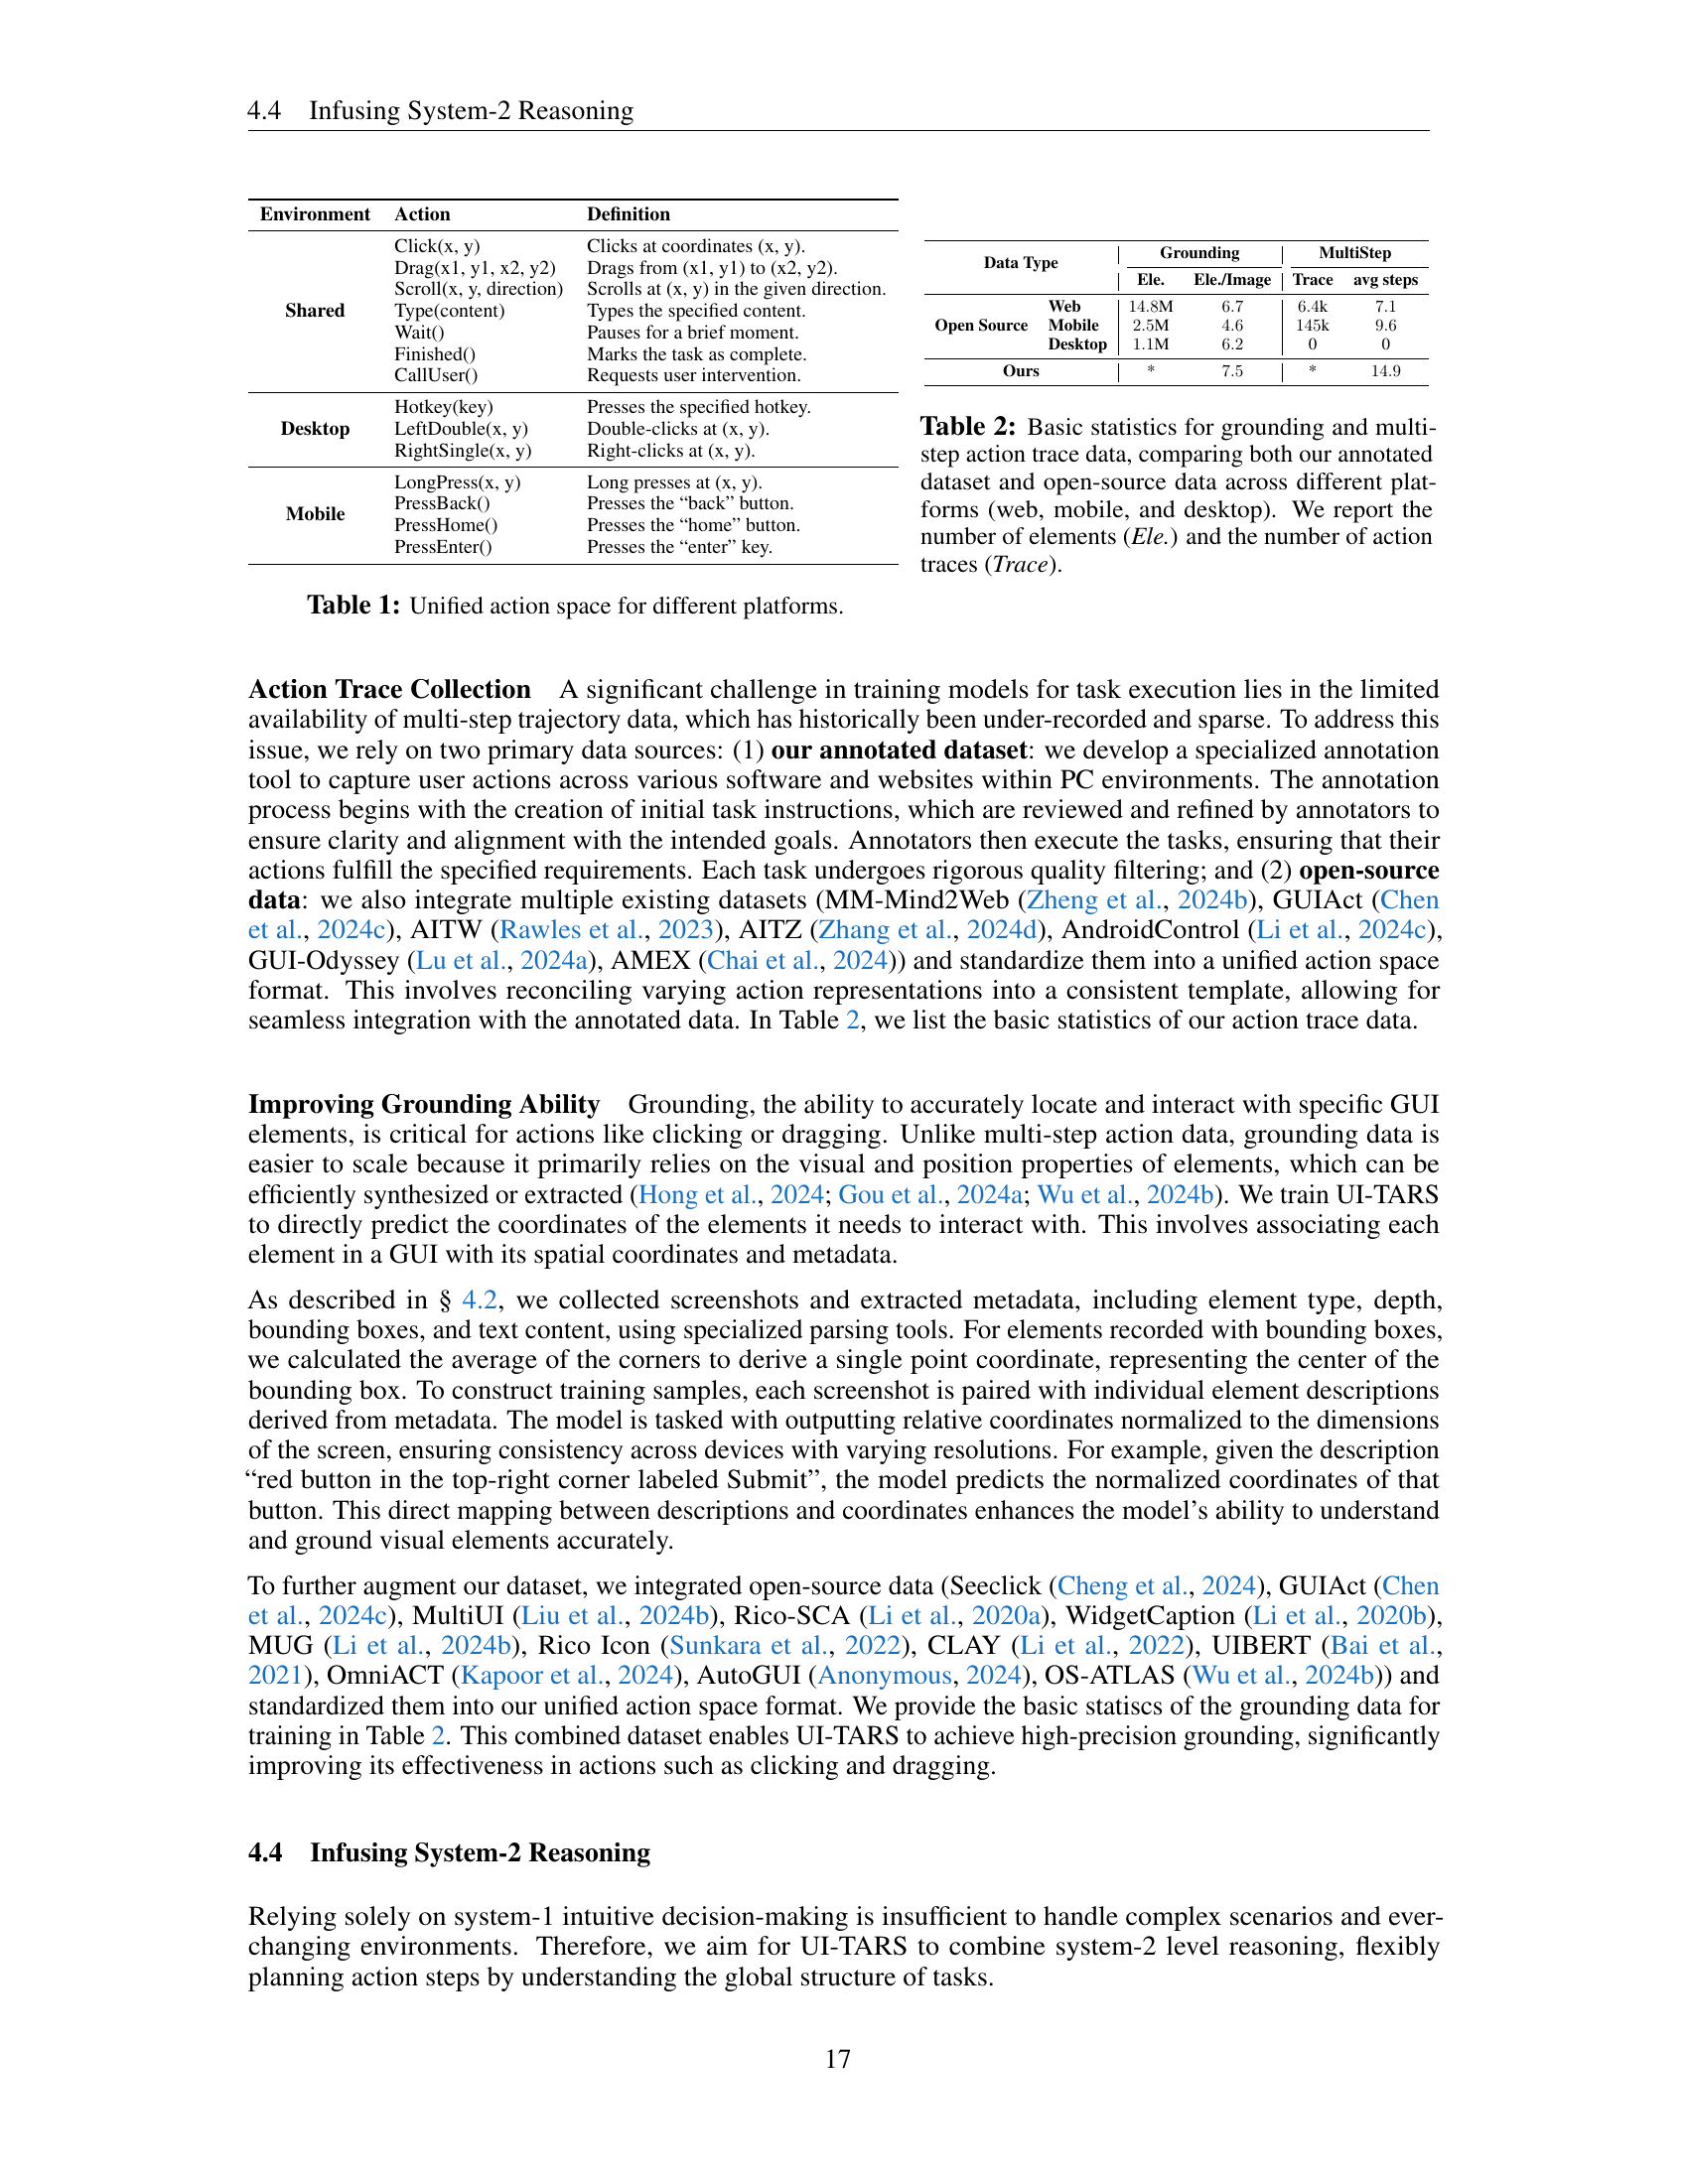 4.4 Infusing System-2 Reasoning
Environment Action Definition
Shared
Click(x, y) Clicks at coordinates (x, y).
Drag(x1, y1, x2, y2) Drags from (x1, y1) to (x2, y2).
Scroll(x, y, direction) Scrolls at (x, y) in the given direction.
Type(content) Types the specified content.
Wait() Pauses for a brief moment.
Finished() Marks the task as complete.
CallUser() Requests user intervention.
Desktop
Hotkey(key) Presses the specified hotkey.
LeftDouble(x, y) Double-clicks at (x, y).
RightSingle(x, y) Right-clicks at (x, y).
Mobile
LongPress(x, y) Long presses at (x, y).
PressBack() Presses the “back” button.
PressHome() Presses the “home” button.
PressEnter() Presses the “enter” key.
Table 1: Unified action space for different platforms.
Data Type Grounding MultiStep
Ele. Ele./Image Trace avg steps
Open Source
Web 14.8M 6.7 6.4k 7.1
Mobile 2.5M 4.6 145k 9.6
Desktop 1.1M 6.2 0 0
Ours * 7.5 * 14.9
Table 2: Basic statistics for grounding and multi-
step action trace data, comparing both our annotated
dataset and open-source data across different plat-
forms (web, mobile, and desktop). We report the
number of elements (Ele.) and the number of action
traces (Trace).
Action Trace Collection A significant challenge in training models for task execution lies in the limited
availability of multi-step trajectory data, which has historically been under-recorded and sparse. To address this
issue, we rely on two primary data sources: (1) our annotated dataset: we develop a specialized annotation
tool to capture user actions across various software and websites within PC environments. The annotation
process begins with the creation of initial task instructions, which are reviewed and refined by annotators to
ensure clarity and alignment with the intended goals. Annotators then execute the tasks, ensuring that their
actions fulfill the specified requirements. Each task undergoes rigorous quality filtering; and (2) open-source
data: we also integrate multiple existing datasets (MM-Mind2Web (Zheng et al., 2024b), GUIAct (Chen
et al., 2024c), AITW (Rawles et al., 2023), AITZ (Zhang et al., 2024d), AndroidControl (Li et al., 2024c),
GUI-Odyssey (Lu et al., 2024a), AMEX (Chai et al., 2024)) and standardize them into a unified action space
format. This involves reconciling varying action representations into a consistent template, allowing for
seamless integration with the annotated data. In Table 2, we list the basic statistics of our action trace data.
Improving Grounding Ability Grounding, the ability to accurately locate and interact with specific GUI
elements, is critical for actions like clicking or dragging. Unlike multi-step action data, grounding data is
easier to scale because it primarily relies on the visual and position properties of elements, which can be
efficiently synthesized or extracted (Hong et al., 2024; Gou et al., 2024a; Wu et al., 2024b). We train UI-TARS
to directly predict the coordinates of the elements it needs to interact with. This involves associating each
element in a GUI with its spatial coordinates and metadata.
As described in § 4.2, we collected screenshots and extracted metadata, including element type, depth,
bounding boxes, and text content, using specialized parsing tools. For elements recorded with bounding boxes,
we calculated the average of the corners to derive a single point coordinate, representing the center of the
bounding box. To construct training samples, each screenshot is paired with individual element descriptions
derived from metadata. The model is tasked with outputting relative coordinates normalized to the dimensions
of the screen, ensuring consistency across devices with varying resolutions. For example, given the description
“red button in the top-right corner labeled Submit”, the model predicts the normalized coordinates of that
button. This direct mapping between descriptions and coordinates enhances the model’s ability to understand
and ground visual elements accurately.
To further augment our dataset, we integrated open-source data (Seeclick (Cheng et al., 2024), GUIAct (Chen
et al., 2024c), MultiUI (Liu et al., 2024b), Rico-SCA (Li et al., 2020a), WidgetCaption (Li et al., 2020b),
MUG (Li et al., 2024b), Rico Icon (Sunkara et al., 2022), CLAY (Li et al., 2022), UIBERT (Bai et al.,
2021), OmniACT (Kapoor et al., 2024), AutoGUI (Anonymous, 2024), OS-ATLAS (Wu et al., 2024b)) and
standardized them into our unified action space format. We provide the basic statiscs of the grounding data for
training in Table 2. This combined dataset enables UI-TARS to achieve high-precision grounding, significantly
improving its effectiveness in actions such as clicking and dragging.
4.4 Infusing System-2 Reasoning
Relying solely on system-1 intuitive decision-making is insufficient to handle complex scenarios and ever-
changing environments. Therefore, we aim for UI-TARS to combine system-2 level reasoning, flexibly
planning action steps by understanding the global structure of tasks.
17